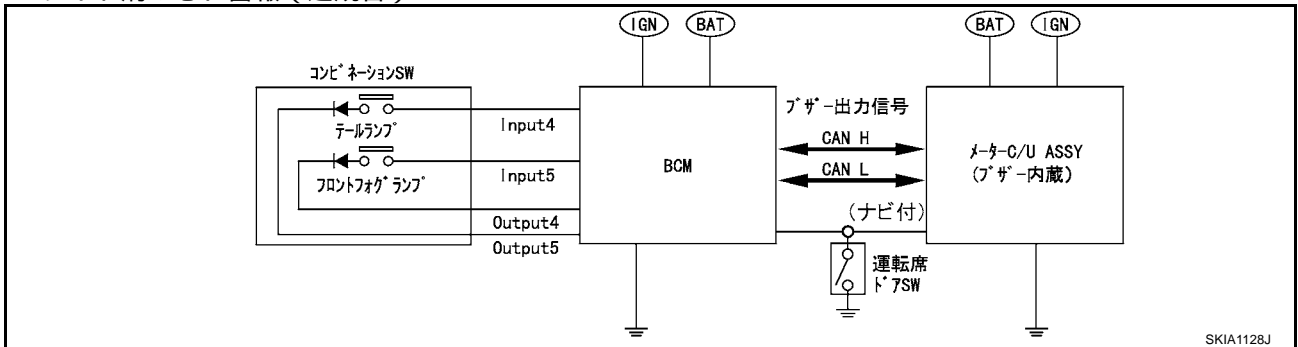 IGN
BAT
BAT
IGN
コンビネーションSW
テールランプ
フロントフォグランプ
Input4
Input5
Output4
Output5
BCM
ブザー出力信号
CAN H
CAN L
(ナビ付)
運転席
ドアSW
メーターC/U ASSY
(ブザー内蔵)
SKIA1128J